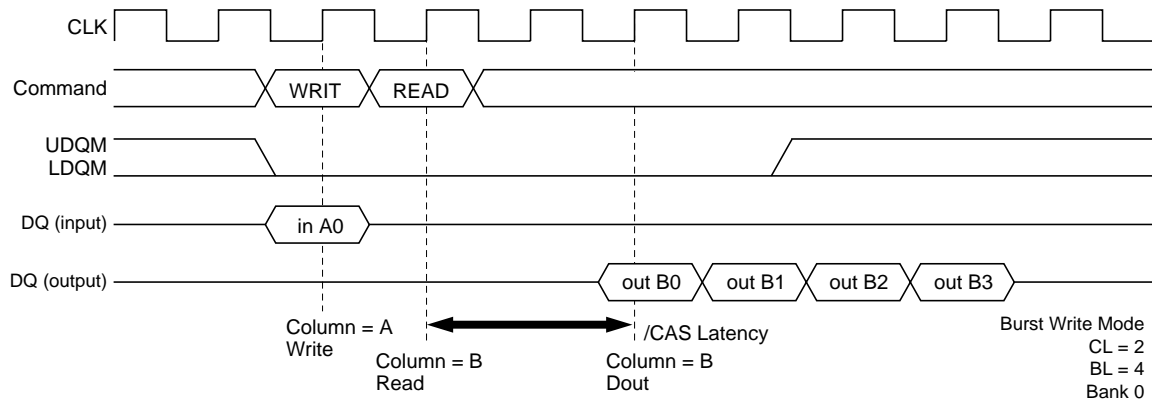 CLK
Command
WRIT
READ
UDQM
LDQM
DQ (input)
in A0
DQ (output)
out B0
out B1
out B2
out B3
Column = A
Write
Column = B
Read
/CAS Latency
Column = B
Dout
Burst Write Mode
CL = 2
BL = 4
Bank 0